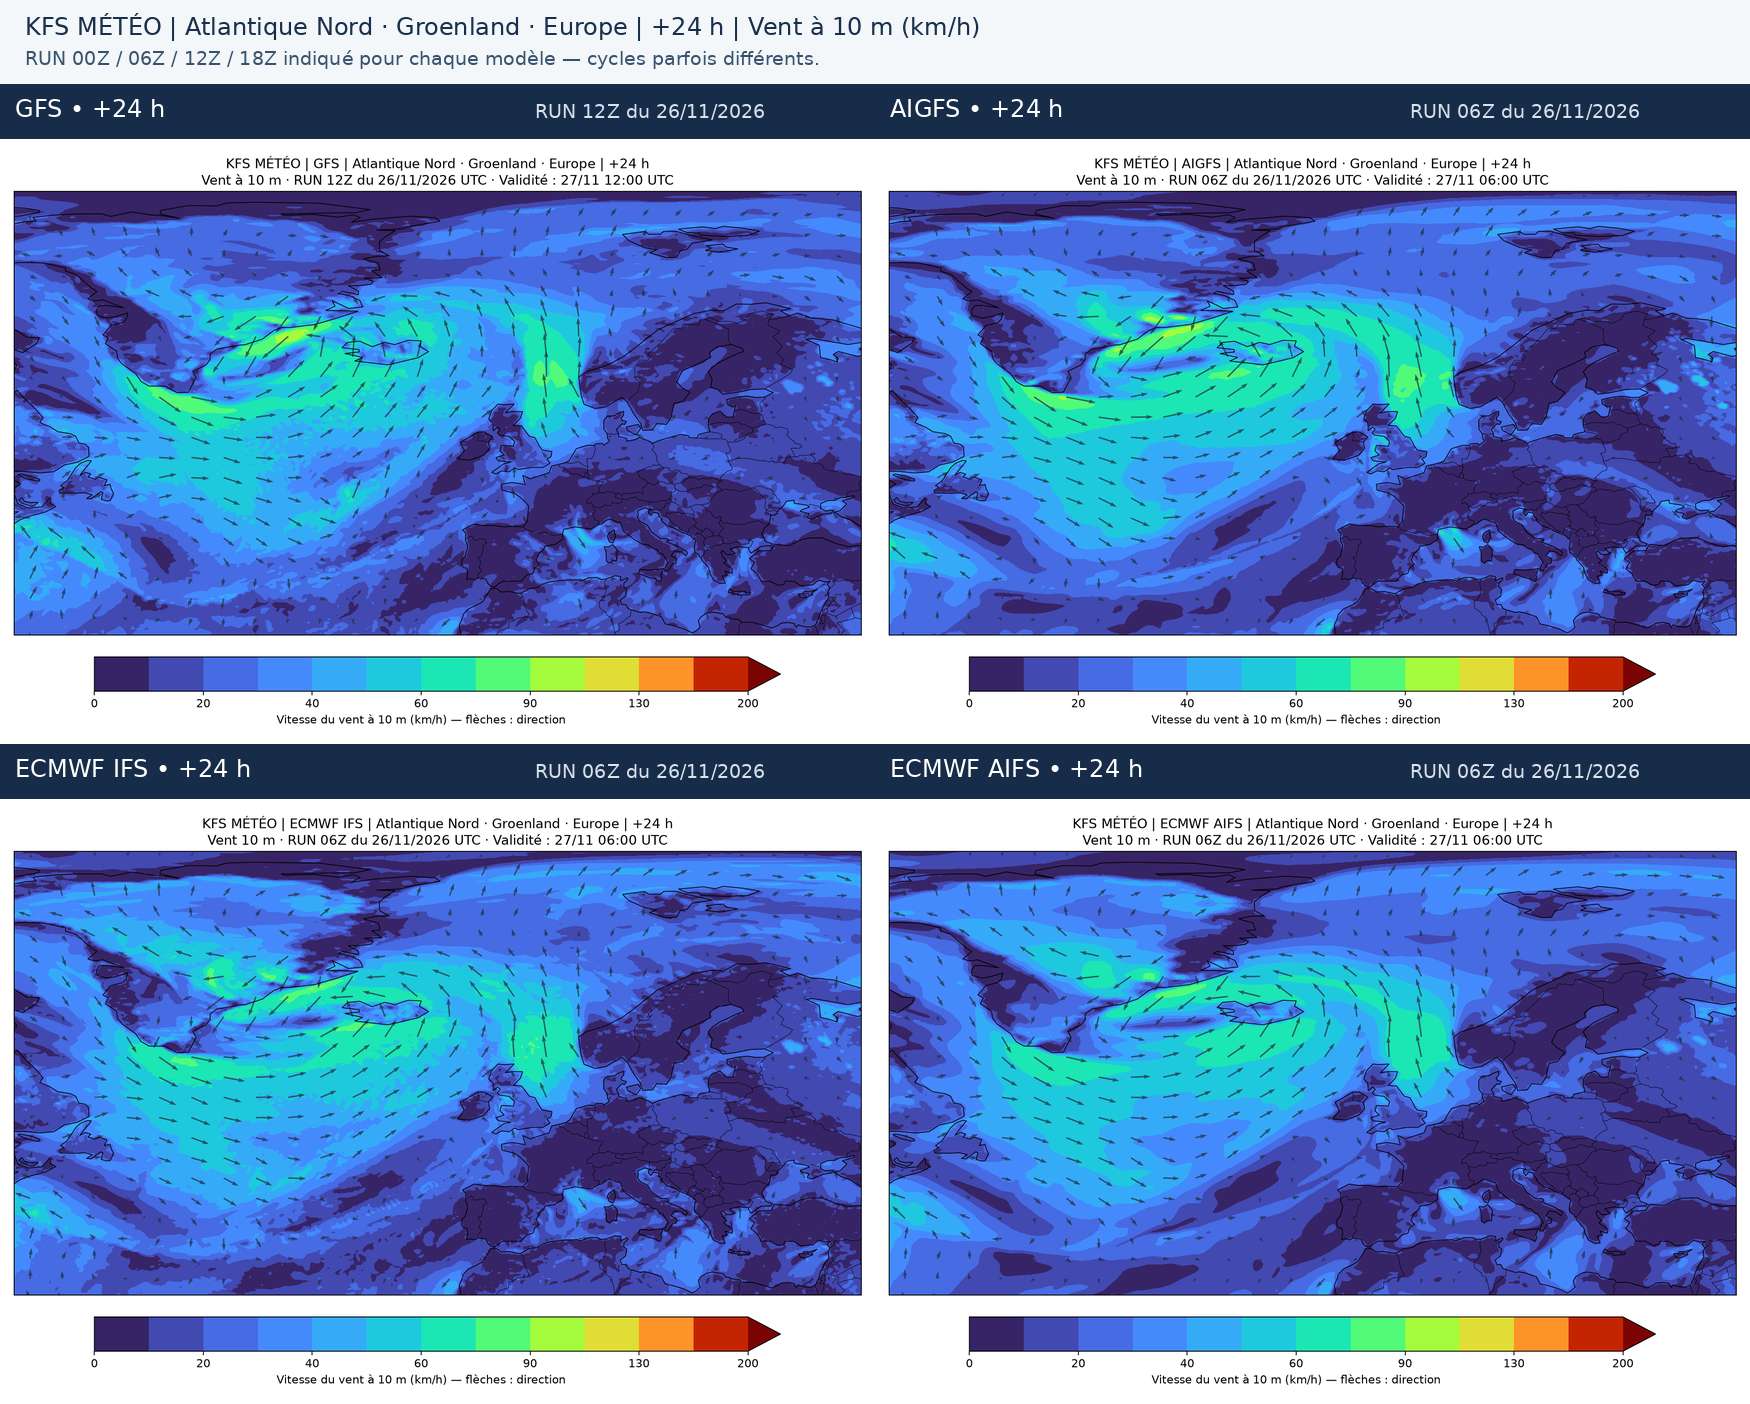 KFS MÉTÉO | Atlantique Nord · Groenland · Europe | +24 h | Vent à 10 m (km/h)
RUN 00Z / 06Z / 12Z / 18Z indiqué pour chaque modèle — cycles parfois différents.
GFS • +24 h
RUN 12Z du 26/11/2026
AIGFS • +24 h
RUN 06Z du 26/11/2026
KFS MÉTÉO | GFS | Atlantique Nord · Groenland · Europe | +24 h
Vent à 10 m · RUN 12Z du 26/11/2026 UTC · Validité : 27/11 12:00 UTC
KFS MÉTÉO | AIGFS | Atlantique Nord · Groenland · Europe | +24 h
Vent à 10 m · RUN 06Z du 26/11/2026 UTC · Validité : 27/11 06:00 UTC
0 20 40 60 90 130 200
Vitesse du vent à 10 m (km/h) — flèches : direction
0 20 40 60 90 130 200
Vitesse du vent à 10 m (km/h) — flèches : direction
ECMWF IFS • +24 h
RUN 06Z du 26/11/2026
ECMWF AIFS • +24 h
RUN 06Z du 26/11/2026
KFS MÉTÉO | ECMWF IFS | Atlantique Nord · Groenland · Europe | +24 h
Vent 10 m · RUN 06Z du 26/11/2026 UTC · Validité : 27/11 06:00 UTC
KFS MÉTÉO | ECMWF AIFS | Atlantique Nord · Groenland · Europe | +24 h
Vent 10 m · RUN 06Z du 26/11/2026 UTC · Validité : 27/11 06:00 UTC
0 20 40 60 90 130 200
Vitesse du vent à 10 m (km/h) — flèches : direction
0 20 40 60 90 130 200
Vitesse du vent à 10 m (km/h) — flèches : direction